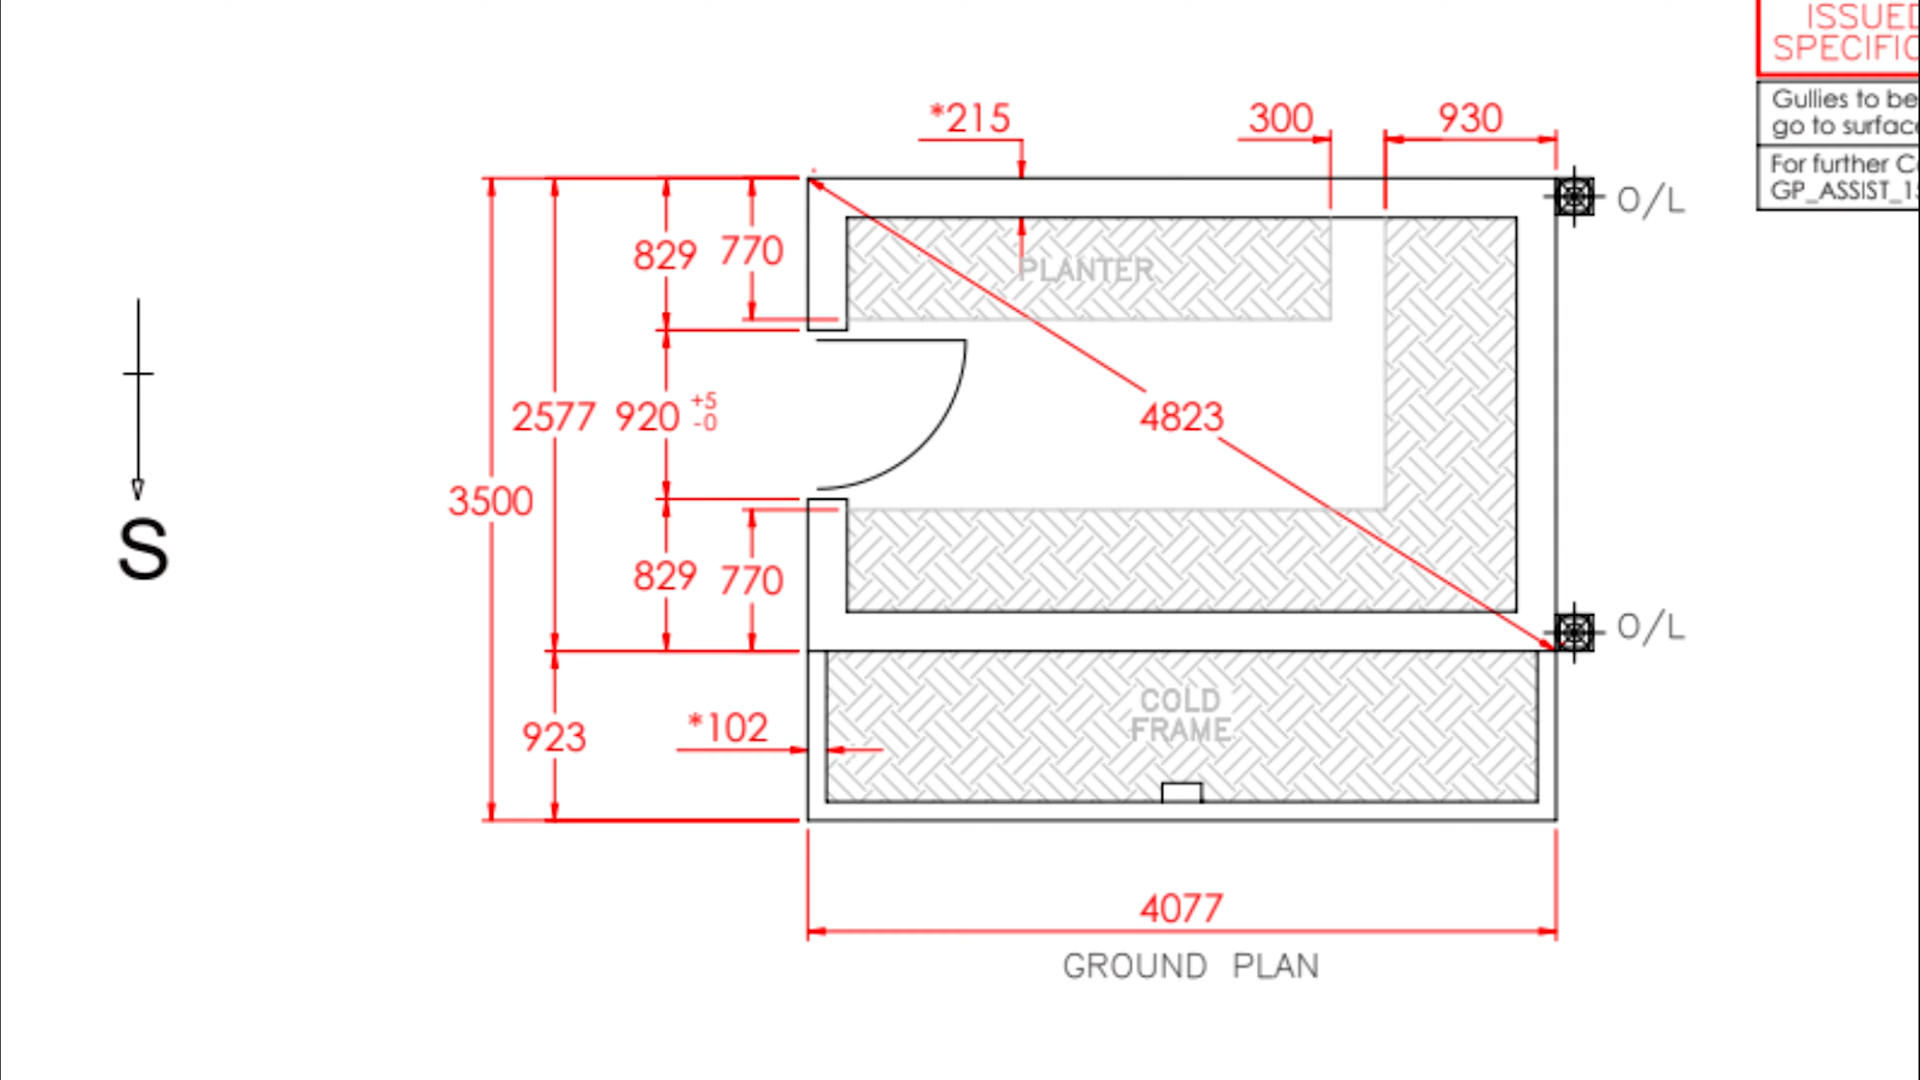 ISSUED
SPECIFIC
Gullies to be
go to surface
For further C
GP_ASSIST_15
*215
300
930
O/L
829
770
PLANTER
2577
920 +5 -0
4823
3500
S
829
770
O/L
COLD
FRAME
*102
923
4077
GROUND PLAN